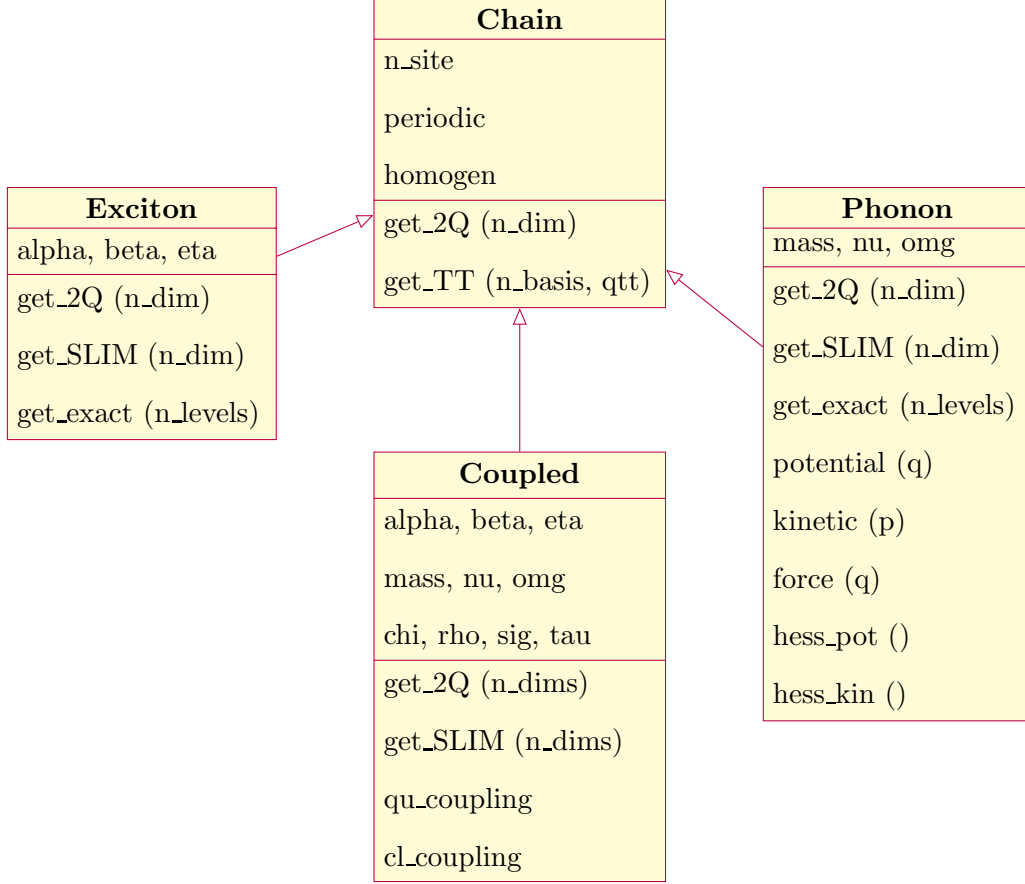 Chain
n_site
periodic
homogen
get_2Q (n_dim)
get_TT (n_basis, qtt)
Exciton
alpha, beta, eta
get_2Q (n_dim)
get_SLIM (n_dim)
get_exact (n_levels)
Phonon
mass, nu, omg
get_2Q (n_dim)
get_SLIM (n_dim)
get_exact (n_levels)
potential (q)
kinetic (p)
force (q)
hess_pot ()
hess_kin ()
Coupled
alpha, beta, eta
mass, nu, omg
chi, rho, sig, tau
get_2Q (n_dims)
get_SLIM (n_dims)
qu_coupling
cl_coupling